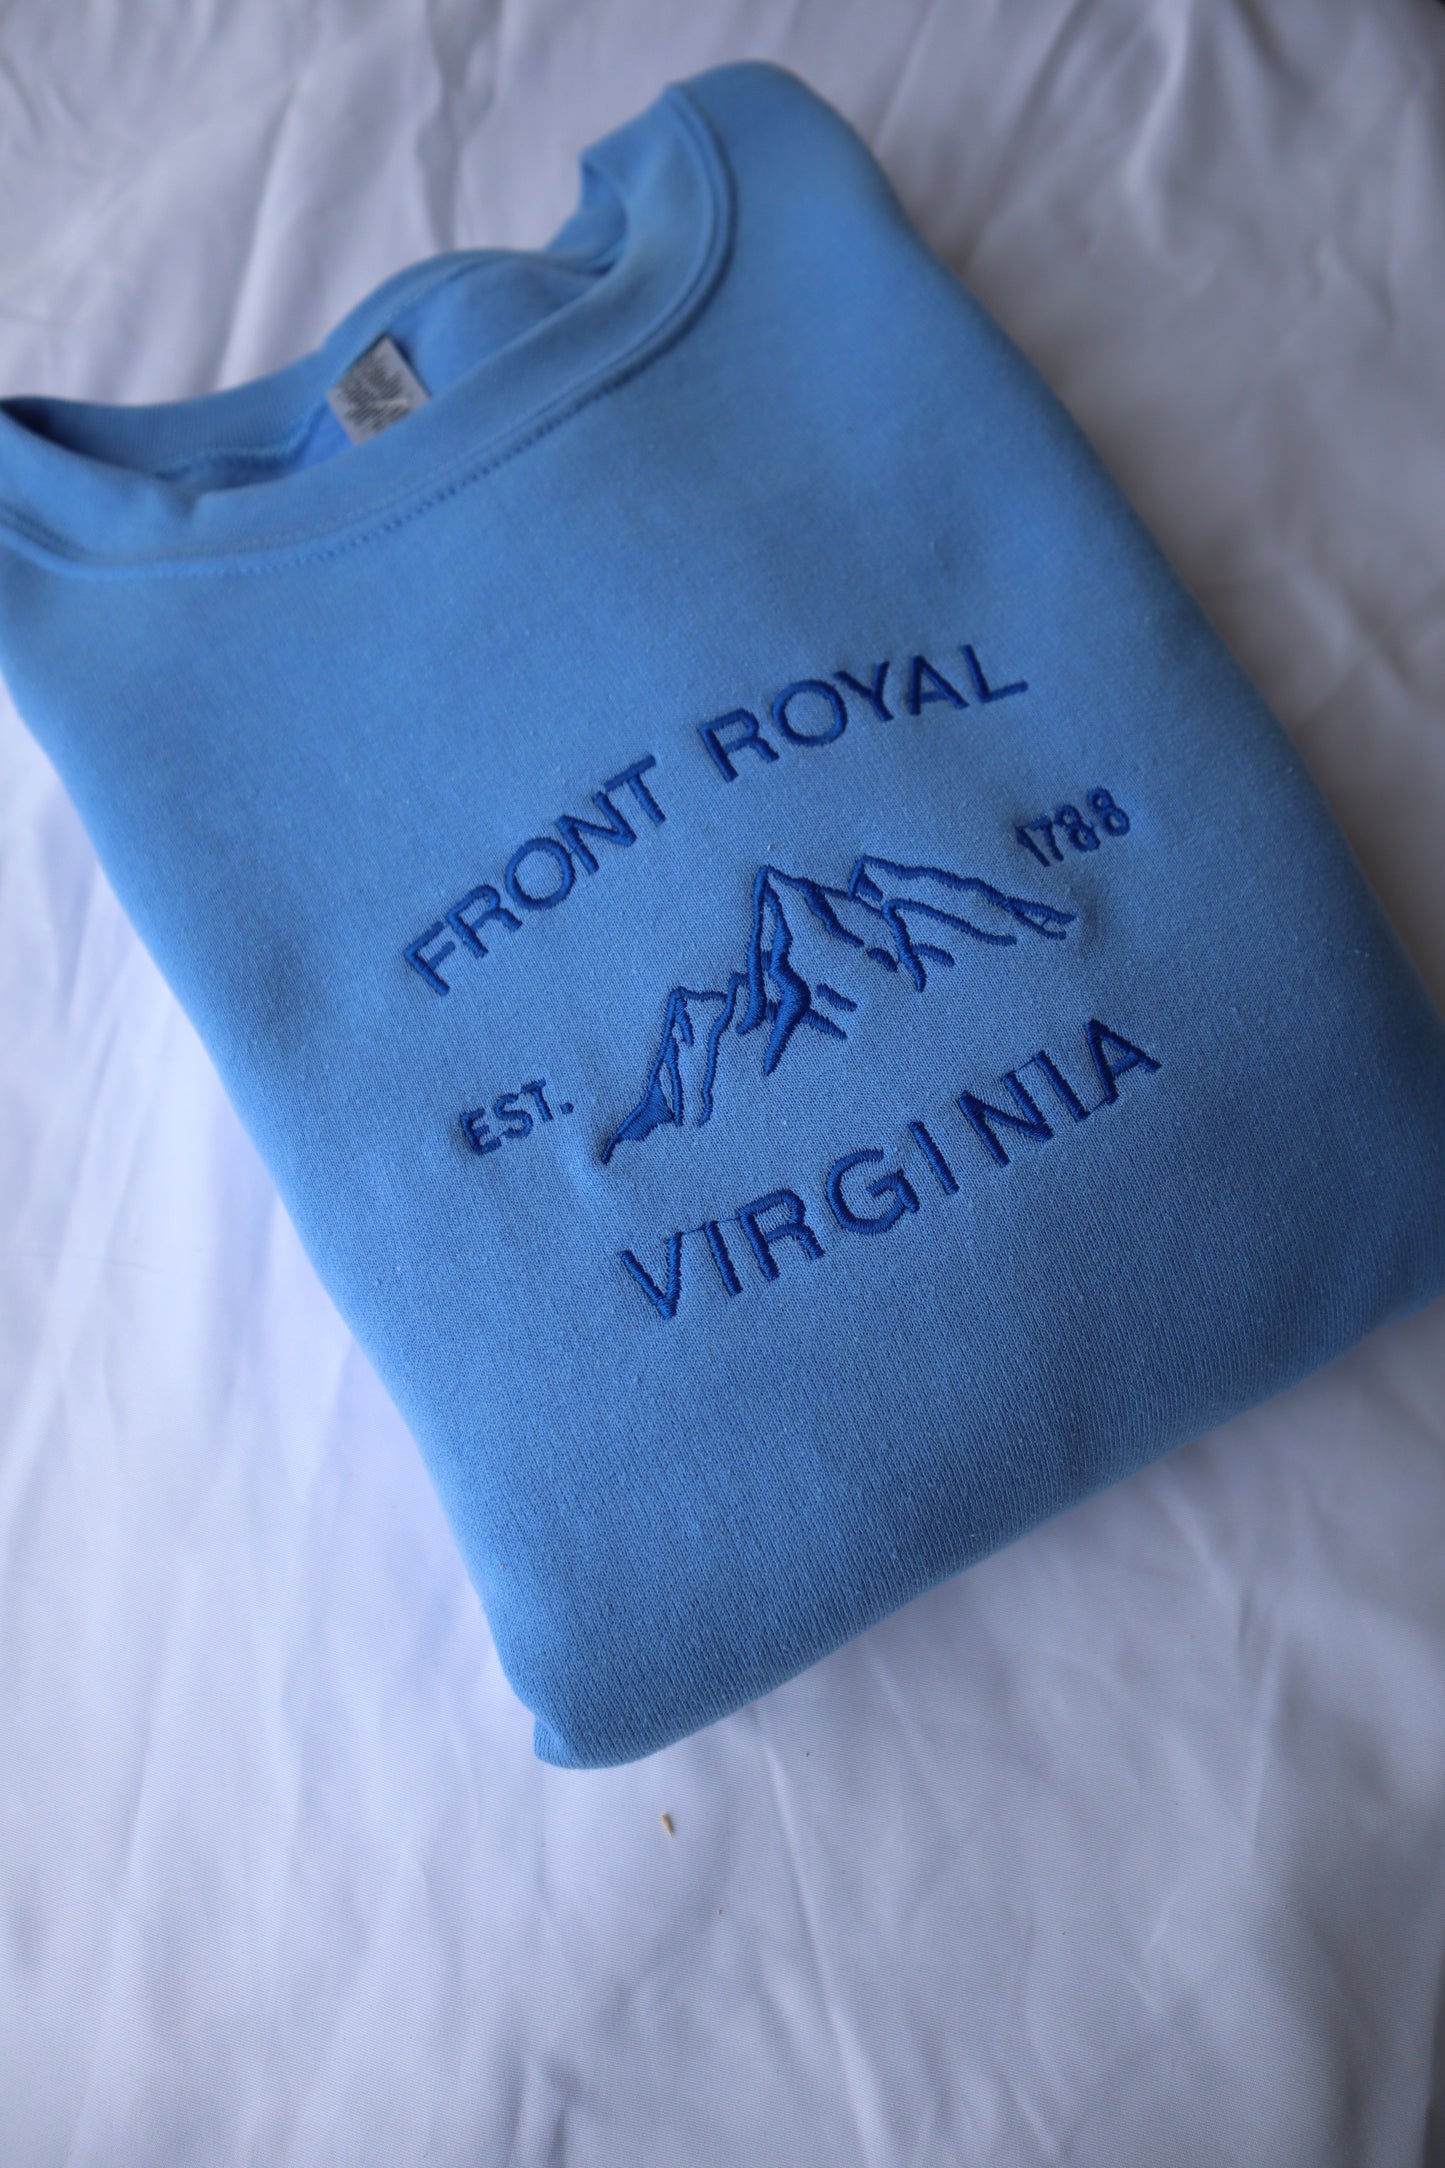 FRONT ROYAL
EST. 1788
VIRGINIA